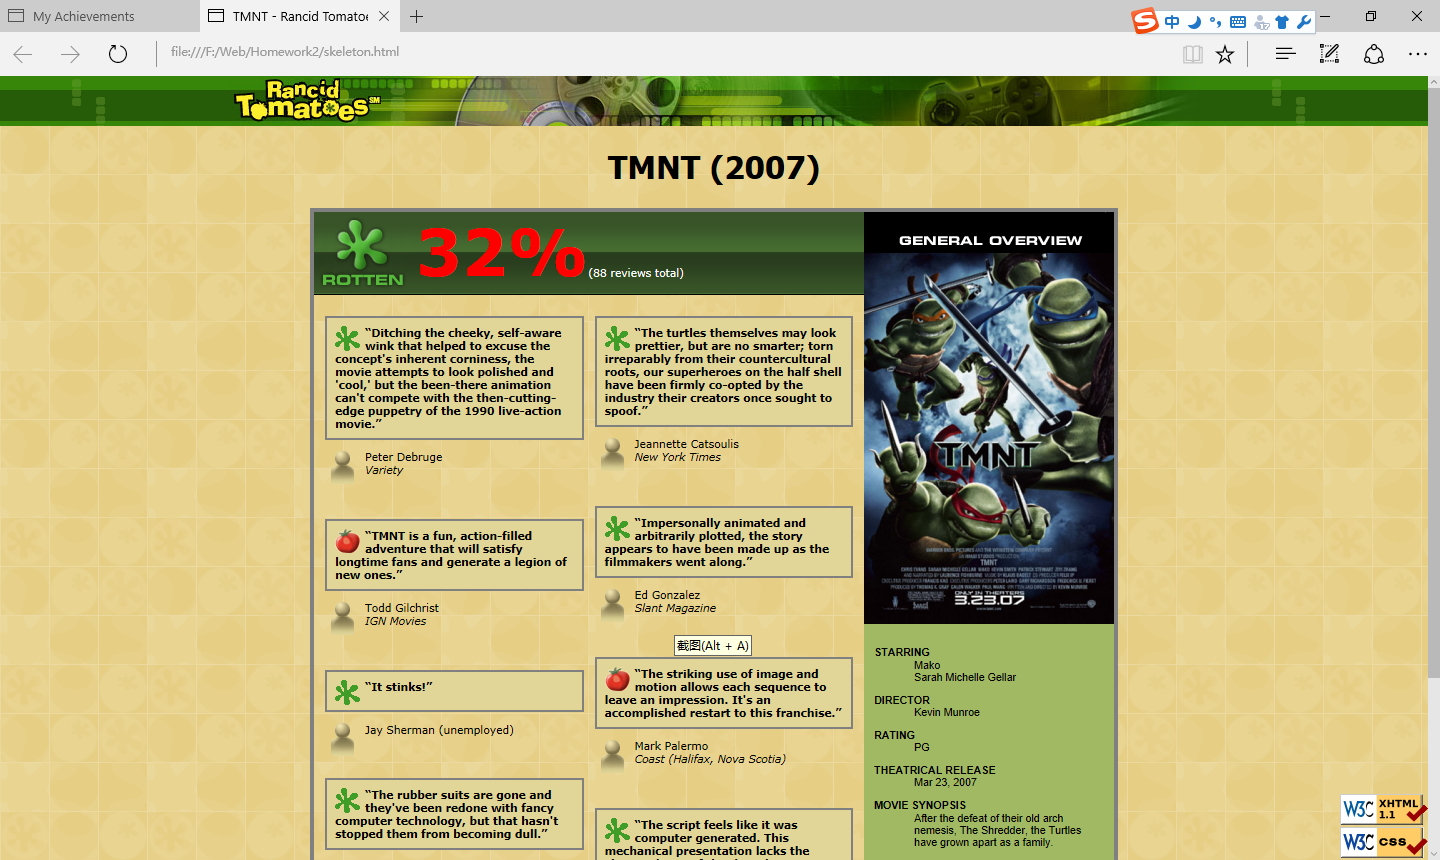 My Achievements
TMNT - Rancid Tomatoe
中
file:///F:/Web/Homework2/skeleton.html
Rancid
Tomatoes SM
TMNT (2007)
ROTTEN
32%
(88 reviews total)
“Ditching the cheeky, self-aware
wink that helped to excuse the
concept's inherent corniness, the
movie attempts to look polished and
'cool,' but the been-there animation
can't compete with the then-cutting-
edge puppetry of the 1990 live-action
movie.”
Peter Debruge
Variety
“TMNT is a fun, action-filled
adventure that will satisfy
longtime fans and generate a legion of
new ones.”
Todd Gilchrist
IGN Movies
“It stinks!”
Jay Sherman (unemployed)
“The rubber suits are gone and
they've been redone with fancy
computer technology, but that hasn't
stopped them from becoming dull.”
“The turtles themselves may look
prettier, but are no smarter; torn
irreparably from their countercultural
roots, our superheroes on the half shell
have been firmly co-opted by the
industry their creators once sought to
spoof.”
Jeannette Catsoulis
New York Times
“Impersonally animated and
arbitrarily plotted, the story
appears to have been made up as the
filmmakers went along.”
Ed Gonzalez
Slant Magazine
截图(Alt + A)
“The striking use of image and
motion allows each sequence to
leave an impression. It's an
accomplished restart to this franchise.”
Mark Palermo
Coast (Halifax, Nova Scotia)
“The script feels like it was
computer generated. This
mechanical presentation lacks the
GENERAL OVERVIEW
TMNT
TMNT
ONLY IN THEATERS
3.23.07
STARRING
Mako
Sarah Michelle Gellar
DIRECTOR
Kevin Munroe
RATING
PG
THEATRICAL RELEASE
Mar 23, 2007
MOVIE SYNOPSIS
After the defeat of their old arch
nemesis, The Shredder, the Turtles
have grown apart as a family.
W3C XHTML 1.1
W3C CSS